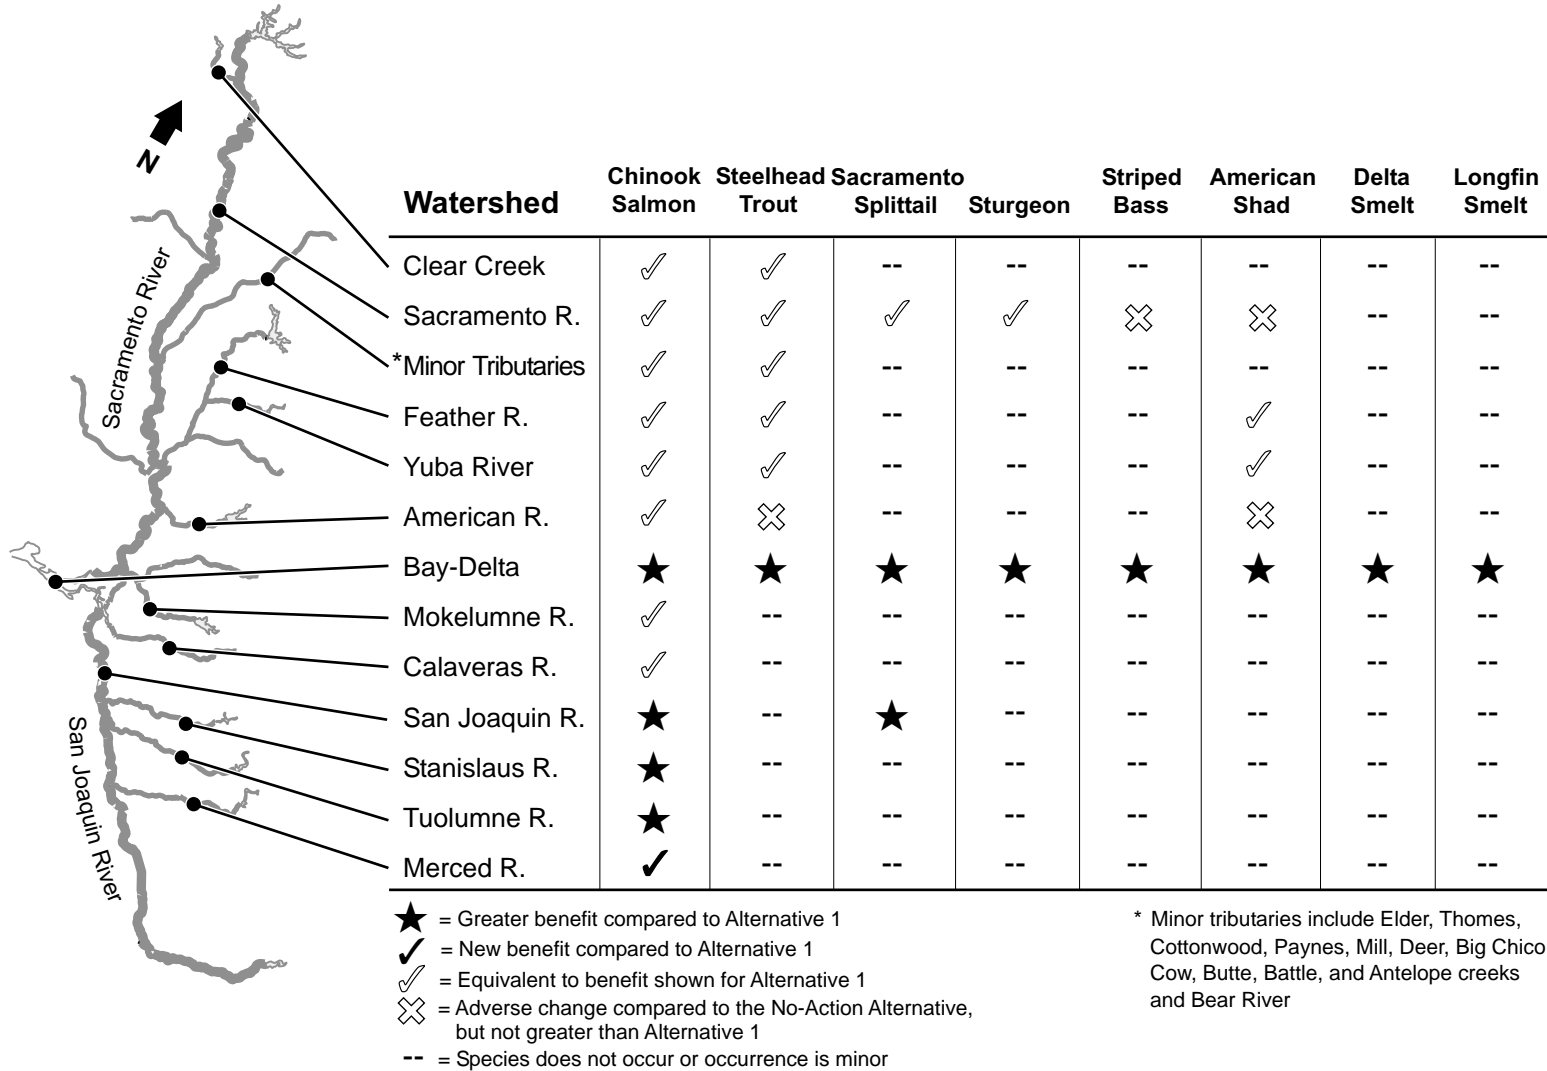 N
Sacramento River
San Joaquin River
Watershed Chinook Salmon Steelhead Trout Sacramento Splittail Sturgeon Striped Bass American Shad Delta Smelt Longfin Smelt
Clear Creek ✓ ✓ -- -- -- -- -- --
Sacramento R. ✓ ✓ ✓ ✓ ✕ ✕ -- --
*Minor Tributaries ✓ ✓ -- -- -- -- -- --
Feather R. ✓ ✓ -- -- -- ✓ -- --
Yuba River ✓ ✓ -- -- -- ✓ -- --
American R. ✓ ✕ -- -- -- ✕ -- --
Bay-Delta ★ ★ ★ ★ ★ ★ ★ ★
Mokelumne R. ✓ -- -- -- -- -- -- --
Calaveras R. ✓ -- -- -- -- -- -- --
San Joaquin R. ★ -- ★ -- -- -- -- --
Stanislaus R. ★ -- -- -- -- -- -- --
Tuolumne R. ★ -- -- -- -- -- -- --
Merced R. ✔ -- -- -- -- -- -- --
★ = Greater benefit compared to Alternative 1
✔ = New benefit compared to Alternative 1
✓ = Equivalent to benefit shown for Alternative 1
✕ = Adverse change compared to the No-Action Alternative,
but not greater than Alternative 1
-- = Species does not occur or occurrence is minor
* Minor tributaries include Elder, Thomes,
Cottonwood, Paynes, Mill, Deer, Big Chico
Cow, Butte, Battle, and Antelope creeks
and Bear River